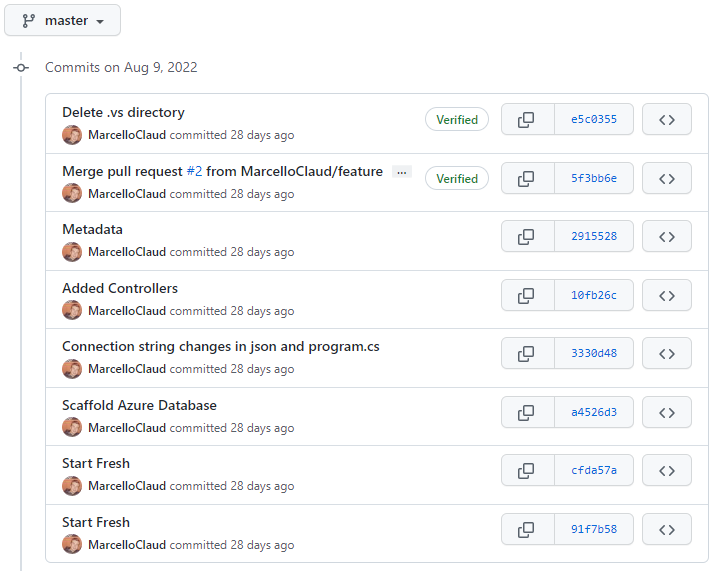 master
Commits on Aug 9, 2022
Delete .vs directory
MarcelloClaud committed 28 days ago
Verified
e5c0355
Merge pull request #2 from MarcelloClaud/feature ...
MarcelloClaud committed 28 days ago
Verified
5f3bb6e
Metadata
MarcelloClaud committed 28 days ago
2915528
Added Controllers
MarcelloClaud committed 28 days ago
10fb26c
Connection string changes in json and program.cs
MarcelloClaud committed 28 days ago
3330d48
Scaffold Azure Database
MarcelloClaud committed 28 days ago
a4526d3
Start Fresh
MarcelloClaud committed 28 days ago
cfda57a
Start Fresh
MarcelloClaud committed 28 days ago
91f7b58